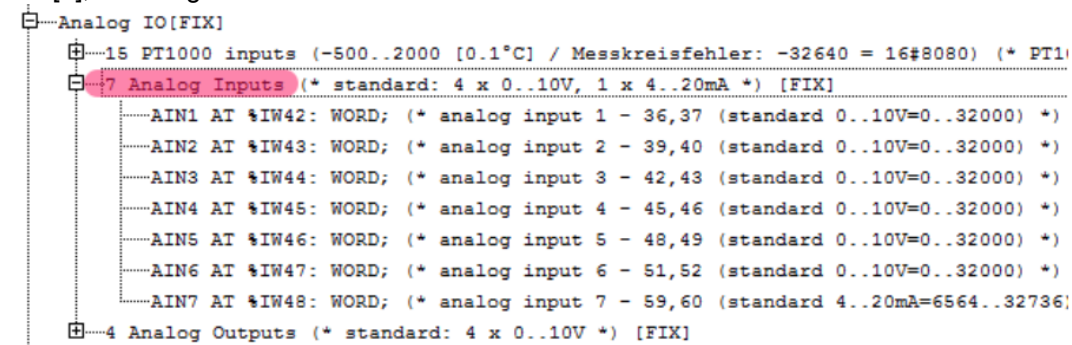 Analog IO[FIX]
15 PT1000 inputs (-500..2000 [0.1°C] / Messkreisfehler: -32640 = 16#8080) (* PT1
7 Analog Inputs (* standard: 4 x 0..10V, 1 x 4..20mA *) [FIX]
AIN1 AT %IW42: WORD; (* analog input 1 - 36,37 (standard 0..10V=0..32000) *)
AIN2 AT %IW43: WORD; (* analog input 2 - 39,40 (standard 0..10V=0..32000) *)
AIN3 AT %IW44: WORD; (* analog input 3 - 42,43 (standard 0..10V=0..32000) *)
AIN4 AT %IW45: WORD; (* analog input 4 - 45,46 (standard 0..10V=0..32000) *)
AIN5 AT %IW46: WORD; (* analog input 5 - 48,49 (standard 0..10V=0..32000) *)
AIN6 AT %IW47: WORD; (* analog input 6 - 51,52 (standard 0..10V=0..32000) *)
AIN7 AT %IW48: WORD; (* analog input 7 - 59,60 (standard 4..20mA=6564..32736)
4 Analog Outputs (* standard: 4 x 0..10V *) [FIX]